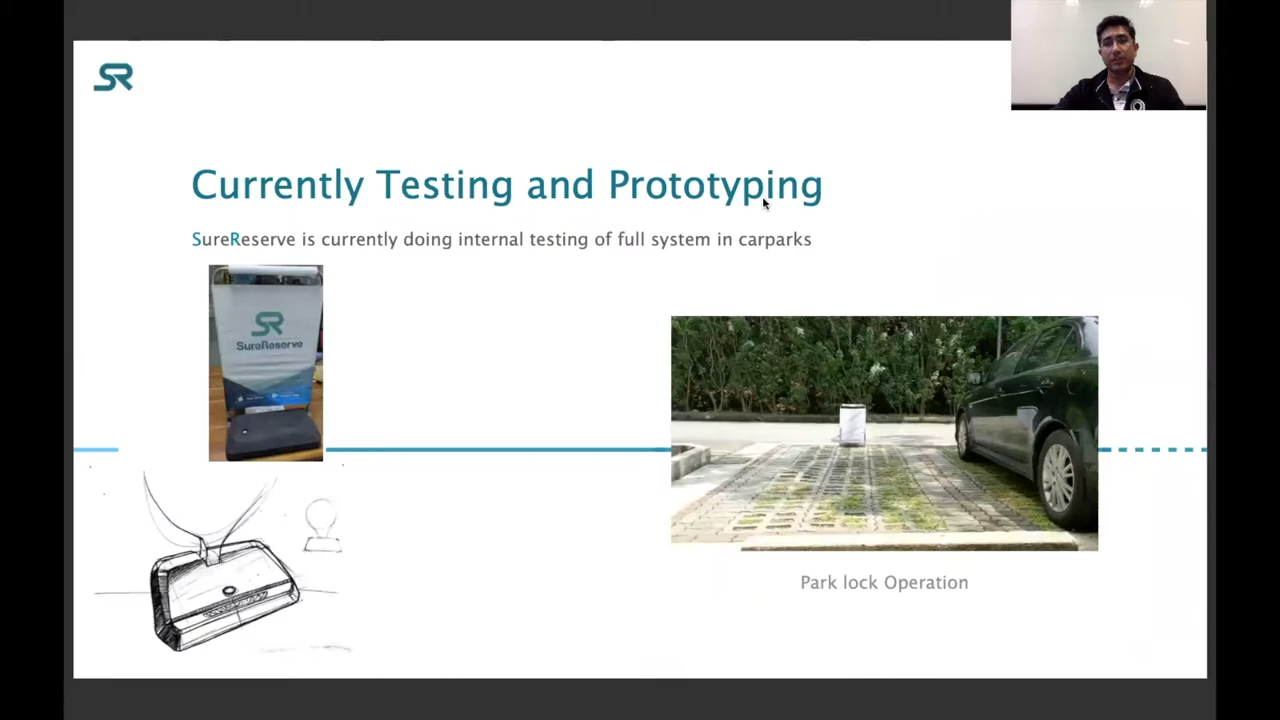 SR
Currently Testing and Prototyping
SureReserve is currently doing internal testing of full system in carparks
SR
SureReserve
Park lock Operation